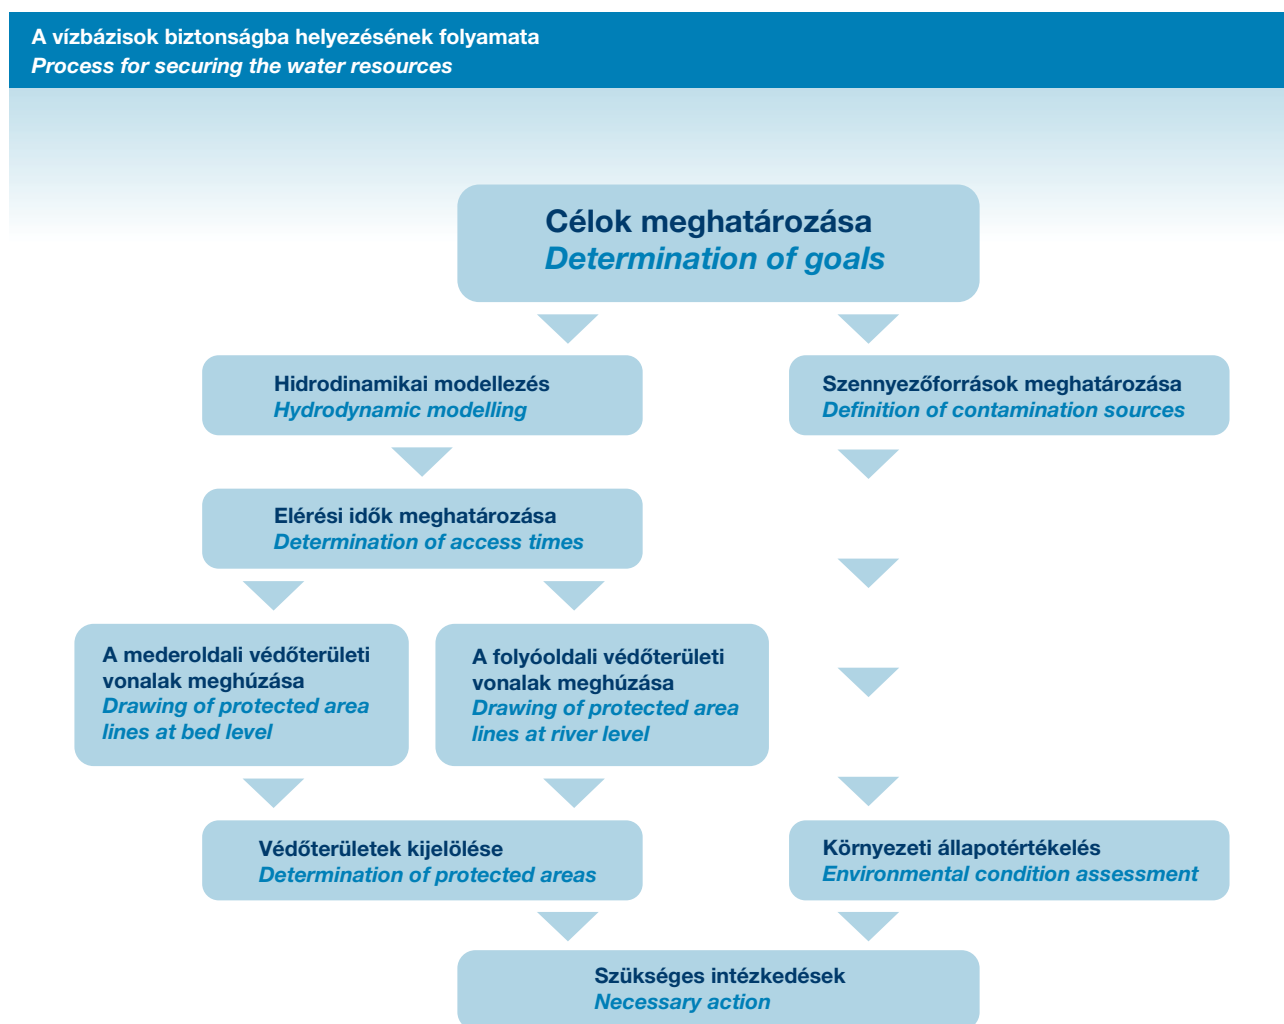 A vízbázisok biztonságba helyezésének folyamata
Process for securing the water resources
Célok meghatározása
Determination of goals
Hidrodinamikai modellezés
Hydrodynamic modelling
Szennyezőforrások meghatározása
Definition of contamination sources
Elérési idők meghatározása
Determination of access times
A mederoldali védőterületi
vonalak meghúzása
Drawing of protected area
lines at bed level
A folyóoldali védőterületi
vonalak meghúzása
Drawing of protected area
lines at river level
Védőterületek kijelölése
Determination of protected areas
Környezeti állapotértékelés
Environmental condition assessment
Szükséges intézkedések
Necessary action